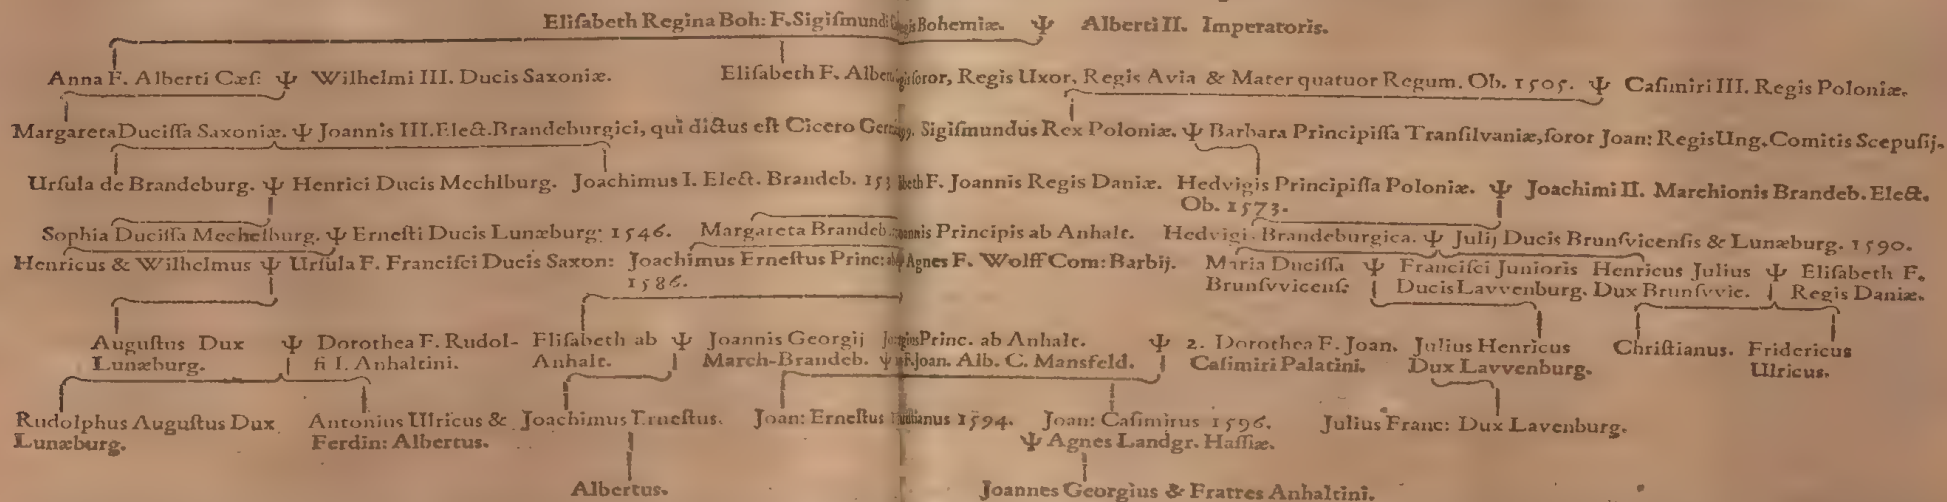 Eliſabeth Regina Boh: F. Sigiſmundi Regis Bohemiæ. Ψ Alberti II. Imperatoris.
Anna F. Alberti Cæſ: Ψ Wilhelmi III. Ducis Saxoniæ. Eliſabeth F. Alberti Regis ſoror, Regis Uxor, Regis Avia & Mater quatuor Regum. Ob. 1505. Ψ Caſimiri III. Regis Poloniæ.
Margareta Duciſſa Saxoniæ. Ψ Joannis III. Elect. Brandeburgici, qui dictus eſt Cicero Sigiſmundus Rex Poloniæ. Ψ Barbara Principiſſa Tranſilvaniæ, ſoror Joan: Regis Ung. Comitis Scepuſij.
Urſula de Brandeburg. Ψ Henrici Ducis Mechlburg. Joachimus I. Elect. Brandeb. F. Joannis Regis Daniæ. Hedvigis Principiſſa Poloniæ. Ψ Joachimi II. Marchionis Brandeb. Elect.
Ob. 1573.
Sophia Duciſſa Mechelburg. Ψ Erneſti Ducis Lunæburg: 1546. Margareta Brandeb. Joannis Principis ab Anhalt. Hedvigi. Brandeburgica. Ψ Julij Ducis Brunſvicenſis & Lunæburg. 1590.
Henricus & Wilhelmus Ψ Urſula F. Franciſci Ducis Saxon: Joachimus Erneſtus Princ: Agnes F. Wolff Com: Barbij. Maria Duciſſa Ψ Franciſci Junioris Henricus Julius Ψ Eliſabeth F.
1586. Brunſvvicenſ: Ducis Lavvenburg. Dux Brunſvvic. Regis Daniæ.
Auguſtus Dux Ψ Dorothea F. Rudol- Eliſabeth ab Ψ Joannis Georgij Princ. ab Anhalt. Ψ 2. Dorothea F. Joan. Julius Henricus Chriſtianus. Fridericus
Lunæburg. fi I. Anhaltini. Anhalt. March-Brandeb. Ψ Joan. Alb. C. Mansfeld. Caſimiri Palatini. Dux Lavvenburg. Ulricus.
Rudolphus Auguſtus Dux Antonius Ulricus & Joachimus Erneſtus. Joan: Erneſtus 1594. Joan: Caſimirus 1596. Julius Franc: Dux Lavenburg.
Lunæburg. Ferdin: Albertus. Ψ Agnes Landgr. Haſſiæ.
Albertus. Joannes Georgius & Fratres Anhaltini.